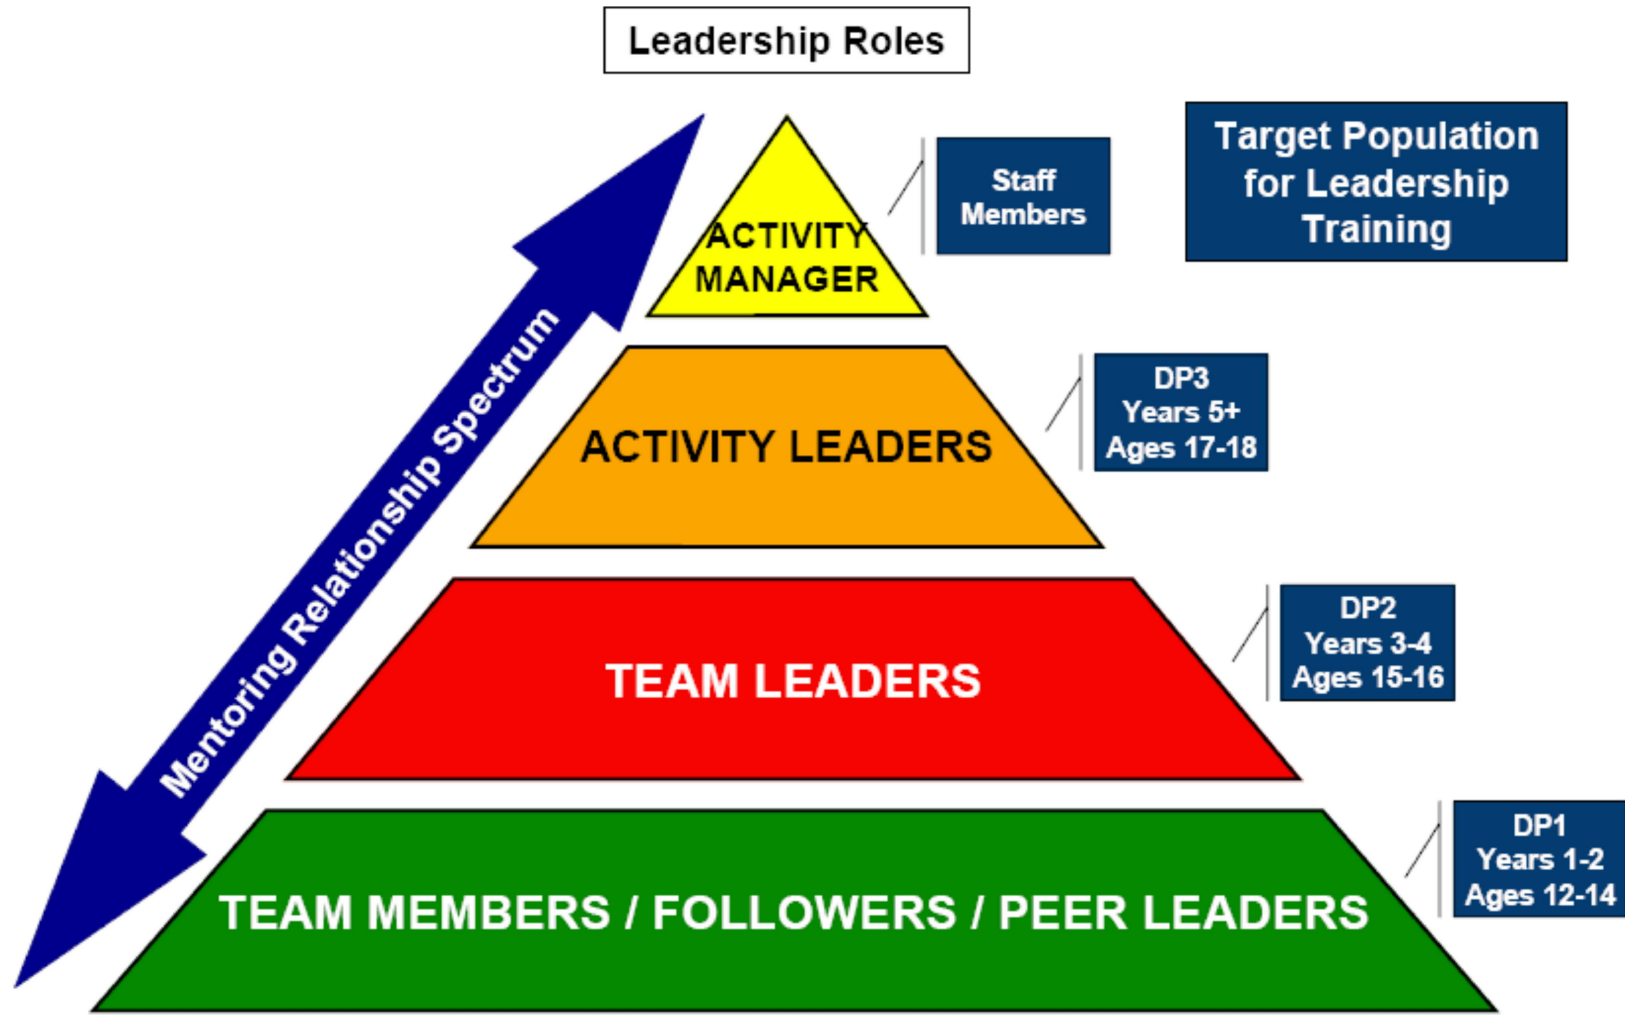 Leadership Roles
Target Population
for Leadership
Training
Staff
Members
ACTIVITY
MANAGER
Mentoring Relationship Spectrum
DP3
Years 5+
Ages 17-18
ACTIVITY LEADERS
DP2
Years 3-4
Ages 15-16
TEAM LEADERS
DP1
Years 1-2
Ages 12-14
TEAM MEMBERS / FOLLOWERS / PEER LEADERS